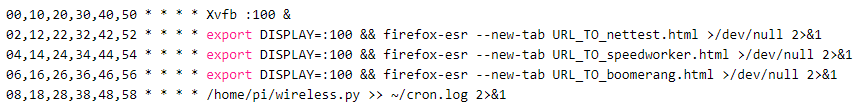 00,10,20,30,40,50 * * * * Xvfb :100 &
02,12,22,32,42,52 * * * * export DISPLAY=:100 && firefox-esr --new-tab URL_TO_nettest.html >/dev/null 2>&1
04,14,24,34,44,54 * * * * export DISPLAY=:100 && firefox-esr --new-tab URL_TO_speedworker.html >/dev/null 2>&1
06,16,26,36,46,56 * * * * export DISPLAY=:100 && firefox-esr --new-tab URL_TO_boomerang.html >/dev/null 2>&1
08,18,28,38,48,58 * * * * /home/pi/wireless.py >> ~/cron.log 2>&1